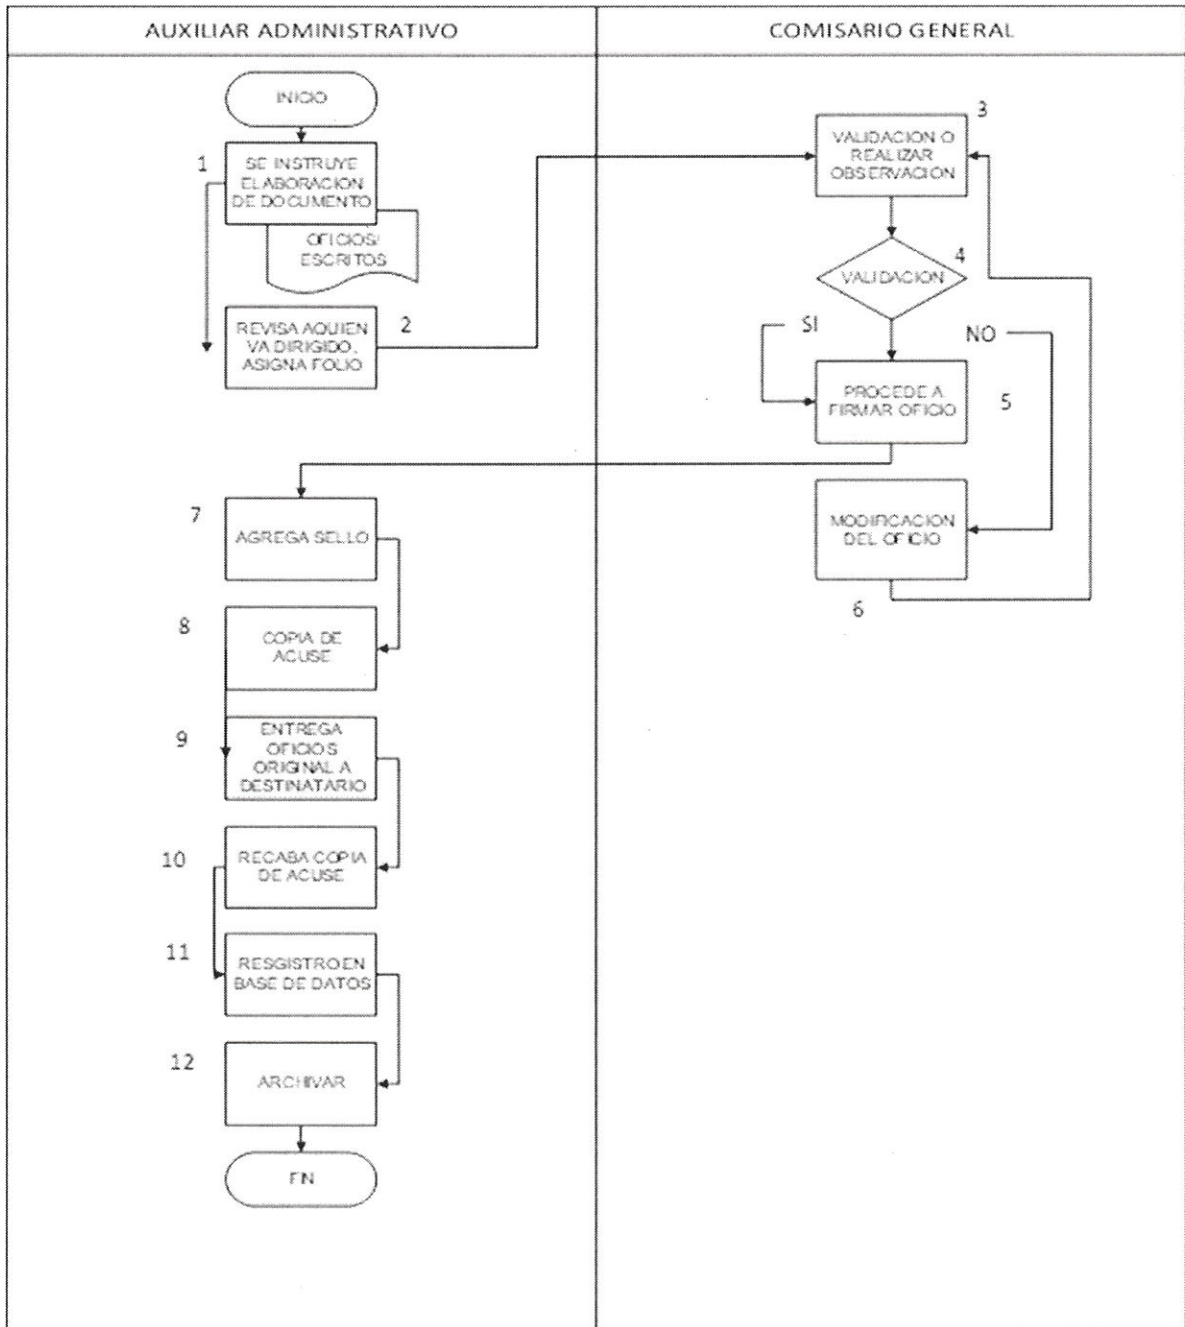 AUXILIAR ADMINISTRATIVO
COMISARIO GENERAL
INICIO
1
SE INSTRUYE
ELABORACION
DE DOCUMENTO
OFICIOS/
ESCRITOS
REVISA AQUIEN
VA DIRIGIDO,
ASIGNA FOLIO
2
3
VALIDACION O
REALIZAR
OBSERVACION
4
VALIDACION
SI
NO
PROCEDE A
FIRMAR OFICIO
5
MODIFICACION
DEL OFICIO
6
7
AGREGA SELLO
8
COPIA DE
ACUSE
9
ENTREGA
OFICIOS
ORIGINAL A
DESTINATARIO
10
RECABA COPIA
DE ACUSE
11
RESGISTRO EN
BASE DE DATOS
12
ARCHIVAR
FIN